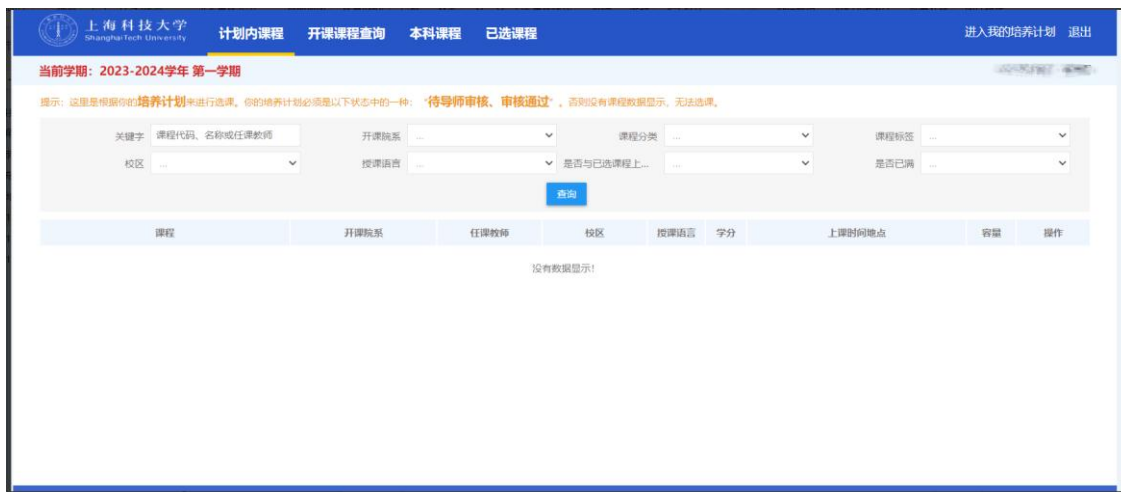 上海科技大学
ShanghaiTech University
计划内课程 开课课程查询 本科课程 已选课程 进入我的培养计划 退出
当前学期：2023-2024学年 第一学期
提示：这里是根据你的培养计划来进行选课。你的培养计划必须是以下状态中的一种：“待导师审核、审核通过”，否则没有课程数据显示，无法选课。
关键字 课程代码、名称或任课教师 开课院系 ... 课程分类 ... 课程标签 ...
校区 ... 授课语言 ... 是否与已选课程上... ... 是否已满 ...
查询
课程 开课院系 任课教师 校区 授课语言 学分 上课时间地点 容量 操作
没有数据显示!